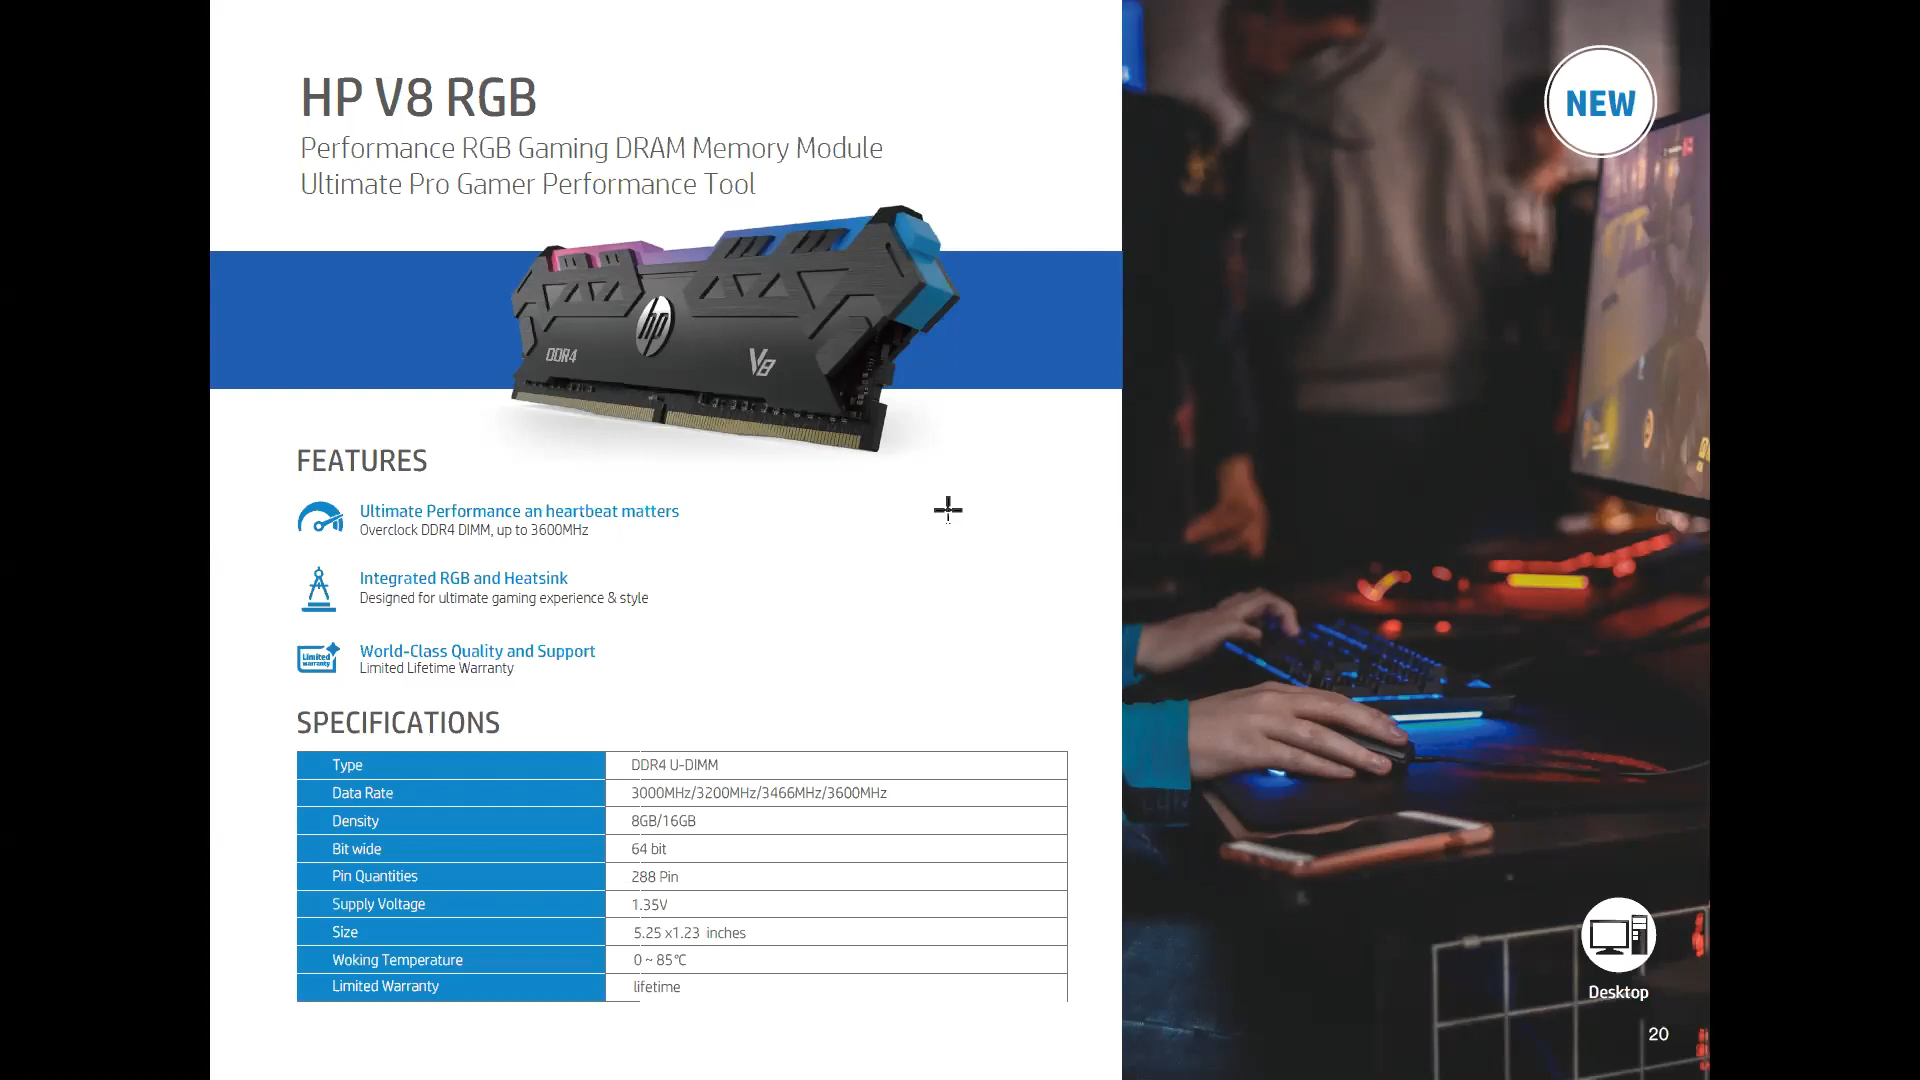 HP V8 RGB
Performance RGB Gaming DRAM Memory Module
Ultimate Pro Gamer Performance Tool
NEW
hp
DDR4
V8
FEATURES
Ultimate Performance an heartbeat matters
Overclock DDR4 DIMM, up to 3600MHz
Integrated RGB and Heatsink
Designed for ultimate gaming experience & style
Limited
warranty
World-Class Quality and Support
Limited Lifetime Warranty
SPECIFICATIONS
Type DDR4 U-DIMM
Data Rate 3000MHz/3200MHz/3466MHz/3600MHz
Density 8GB/16GB
Bit wide 64 bit
Pin Quantities 288 Pin
Supply Voltage 1.35V
Size 5.25 x1.23 inches
Woking Temperature 0 ~ 85℃
Limited Warranty lifetime
Desktop
20